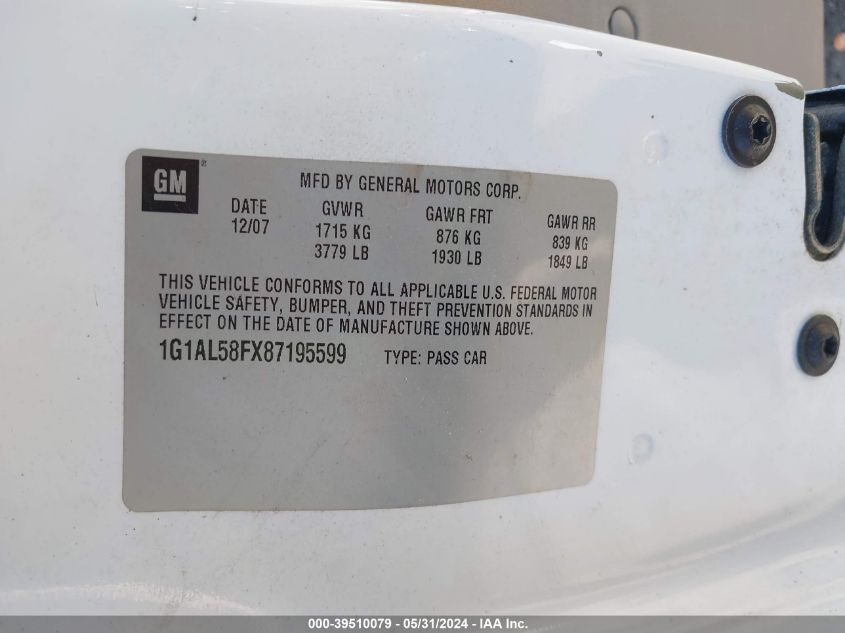 GM®
MFD BY GENERAL MOTORS CORP.
DATE GVWR GAWR FRT GAWR RR
12/07 1715 KG 876 KG 839 KG
3779 LB 1930 LB 1849 LB
THIS VEHICLE CONFORMS TO ALL APPLICABLE U.S. FEDERAL MOTOR
VEHICLE SAFETY, BUMPER, AND THEFT PREVENTION STANDARDS IN
EFFECT ON THE DATE OF MANUFACTURE SHOWN ABOVE.
1G1AL58FX87195599 TYPE: PASS CAR
000-39510079 - 05/31/2024 - IAA Inc.